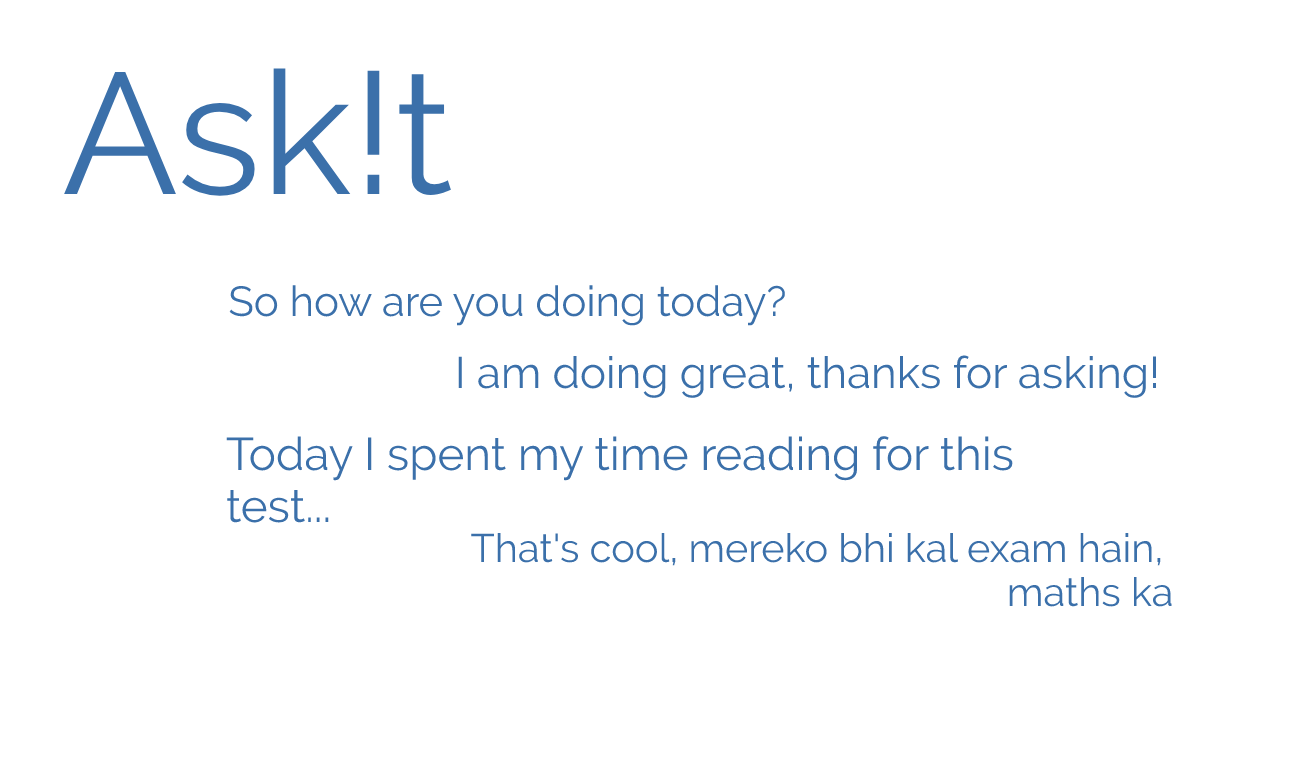 Ask!t
So how are you doing today?
I am doing great, thanks for asking!
Today I spent my time reading for this
test...
That's cool, mereko bhi kal exam hain,
maths ka